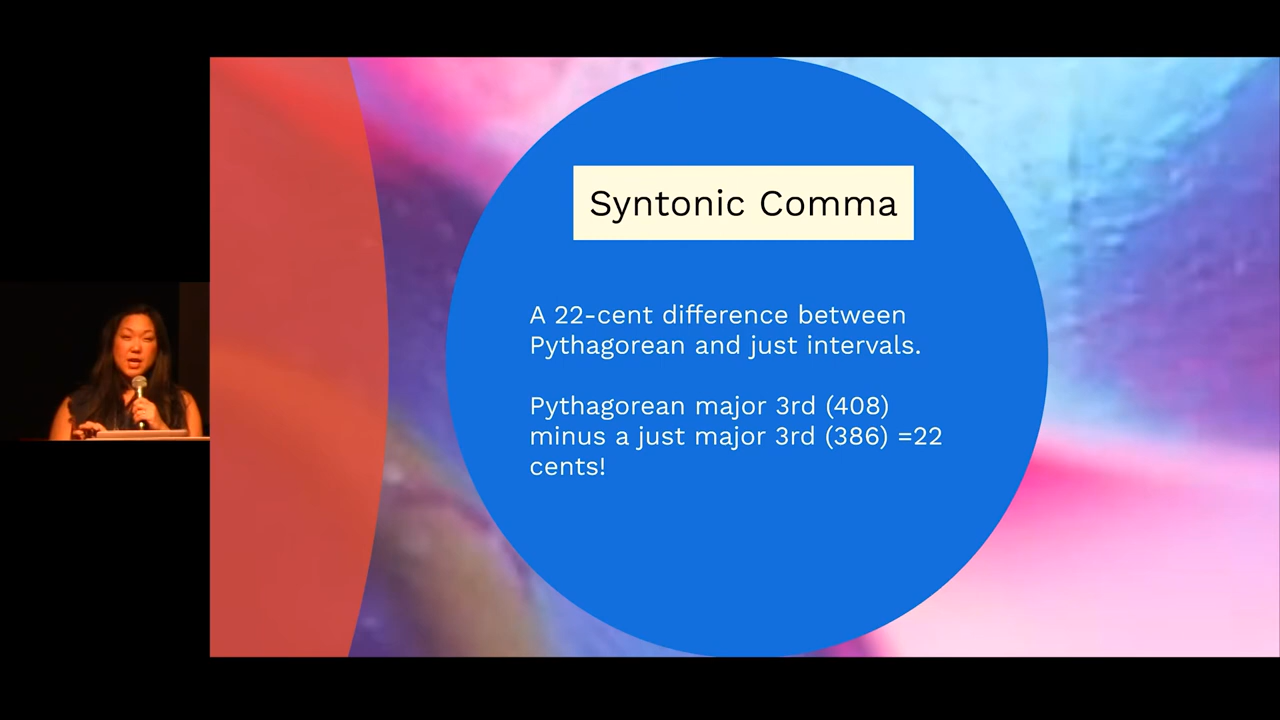 Syntonic Comma
A 22-cent difference between
Pythagorean and just intervals.
Pythagorean major 3rd (408)
minus a just major 3rd (386) =22
cents!